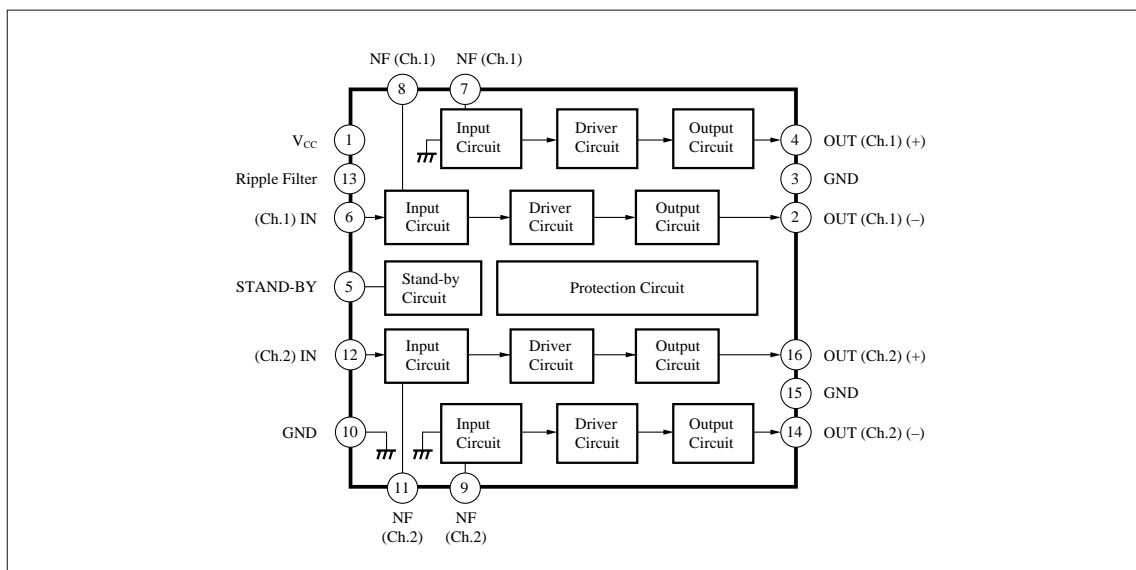 NF (Ch.1)
NF (Ch.1)
8
7
Input
Circuit
Driver
Circuit
Output
Circuit
VCC
1
4
OUT (Ch.1) (+)
Ripple Filter
13
3
GND
(Ch.1) IN
6
Input
Circuit
Driver
Circuit
Output
Circuit
2
OUT (Ch.1) (–)
STAND-BY
5
Stand-by
Circuit
Protection Circuit
(Ch.2) IN
12
Input
Circuit
Driver
Circuit
Output
Circuit
16
OUT (Ch.2) (+)
15
GND
GND
10
Input
Circuit
Driver
Circuit
Output
Circuit
14
OUT (Ch.2) (–)
11
9
NF
(Ch.2)
NF
(Ch.2)